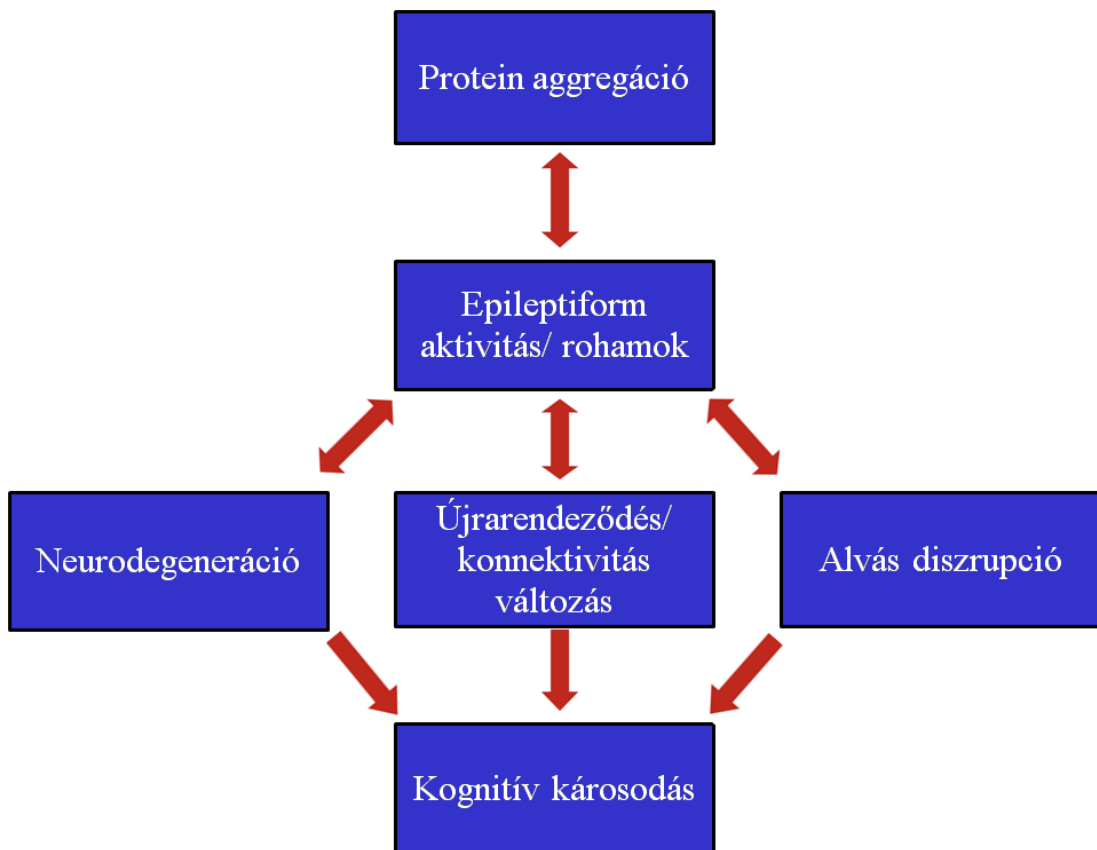 Protein aggregáció
Epileptiform
aktivitás/ rohamok
Neurodegeneráció
Újrarendeződés/
konnektivitás
változás
Alvás diszrupció
Kognitív károsodás